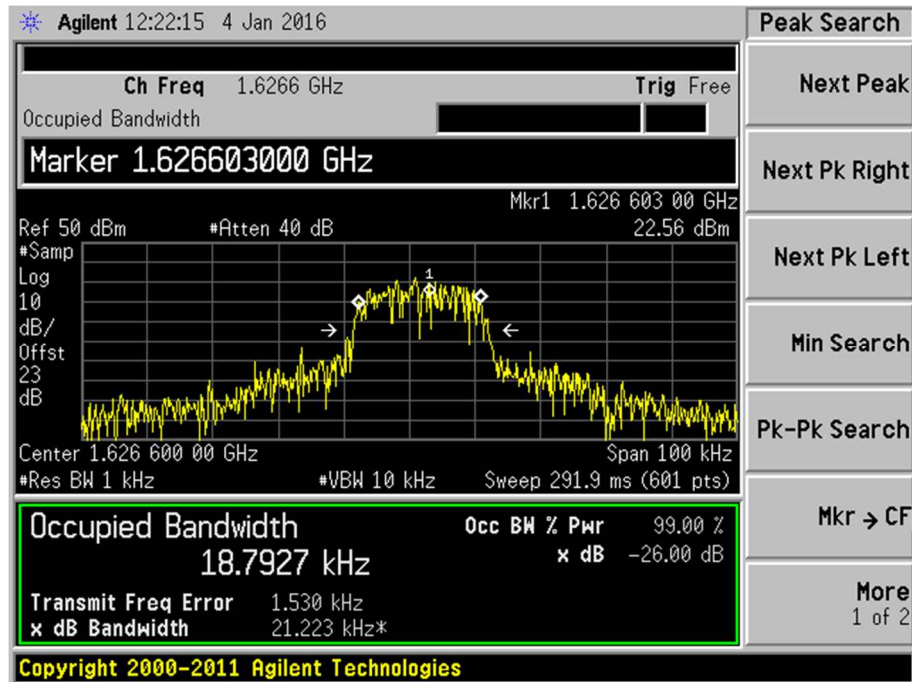 Agilent 12:22:15 4 Jan 2016
Peak Search
Ch Freq 1.6266 GHz Trig Free
Occupied Bandwidth
Marker 1.626603000 GHz
Mkr1 1.626 603 00 GHz
Ref 50 dBm #Atten 40 dB 22.56 dBm
#Samp
Log
10
dB/
Offst
23
dB
1
Center 1.626 600 00 GHz Span 100 kHz
#Res BW 1 kHz #VBW 10 kHz Sweep 291.9 ms (601 pts)
Occupied Bandwidth
18.7927 kHz
Occ BW % Pwr 99.00 %
x dB -26.00 dB
Transmit Freq Error 1.530 kHz
x dB Bandwidth 21.223 kHz*
Copyright 2000-2011 Agilent Technologies
Next Peak
Next Pk Right
Next Pk Left
Min Search
Pk-Pk Search
Mkr → CF
More
1 of 2